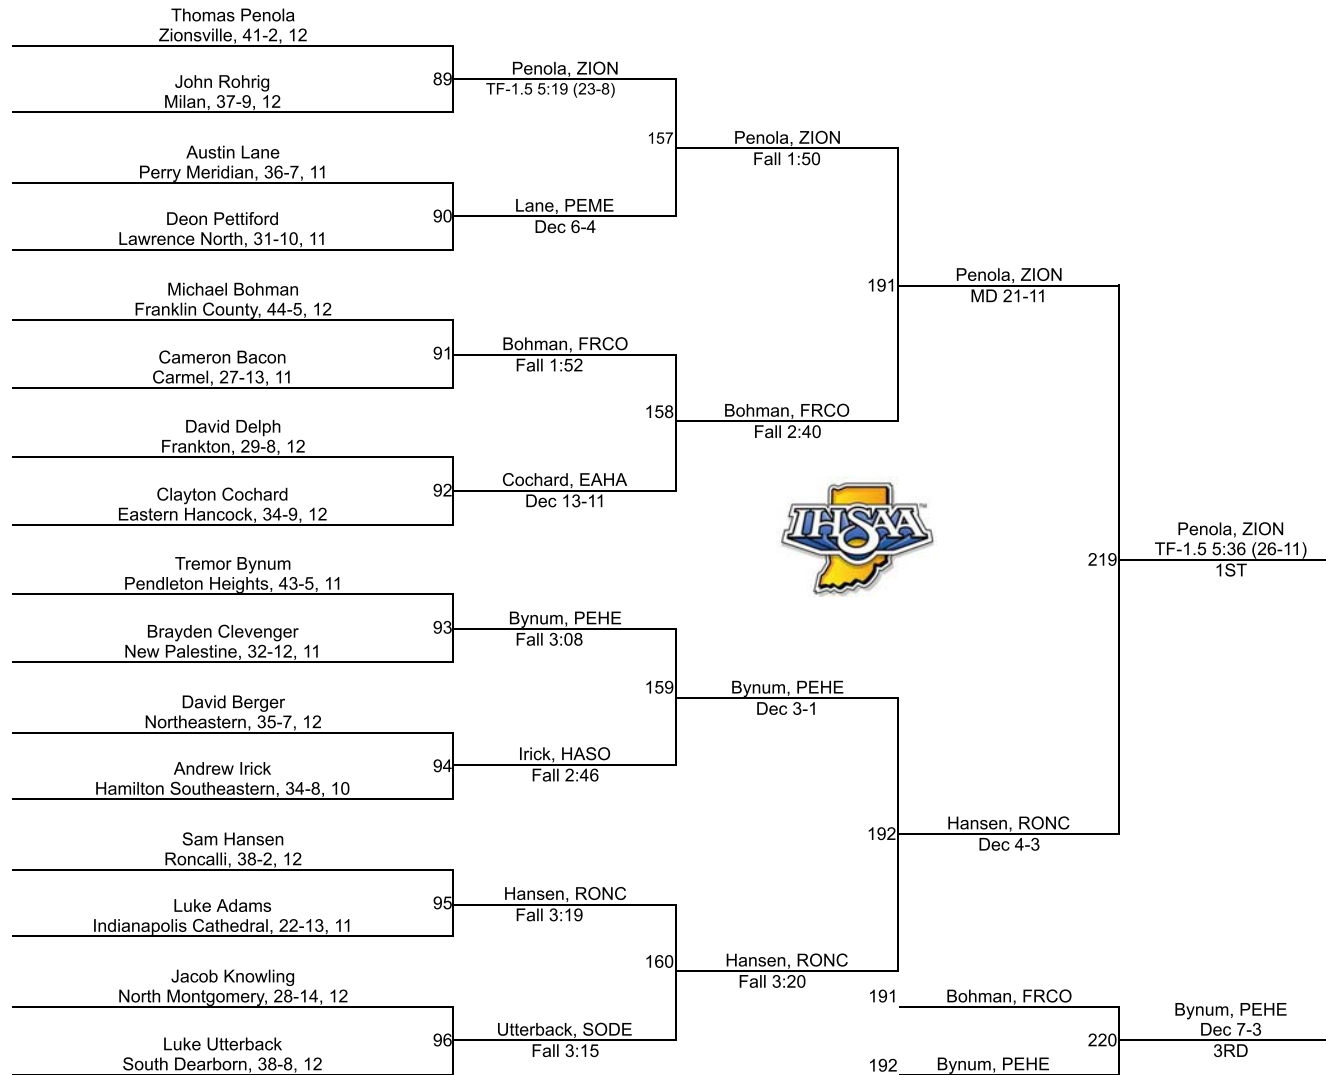 Thomas Penola
Zionsville, 41-2, 12
John Rohrig
Milan, 37-9, 12
Austin Lane
Perry Meridian, 36-7, 11
Deon Pettiford
Lawrence North, 31-10, 11
Michael Bohman
Franklin County, 44-5, 12
Cameron Bacon
Carmel, 27-13, 11
David Delph
Frankton, 29-8, 12
Clayton Cochard
Eastern Hancock, 34-9, 12
Tremor Bynum
Pendleton Heights, 43-5, 11
Brayden Clevenger
New Palestine, 32-12, 11
David Berger
Northeastern, 35-7, 12
Andrew Irick
Hamilton Southeastern, 34-8, 10
Sam Hansen
Roncalli, 38-2, 12
Luke Adams
Indianapolis Cathedral, 22-13, 11
Jacob Knowling
North Montgomery, 28-14, 12
Luke Utterback
South Dearborn, 38-8, 12
89
Penola, ZION
TF-1.5 5:19 (23-8)
90
Lane, PEME
Dec 6-4
91
Bohman, FRCO
Fall 1:52
92
Cochard, EAHA
Dec 13-11
93
Bynum, PEHE
Fall 3:08
94
Irick, HASO
Fall 2:46
95
Hansen, RONC
Fall 3:19
96
Utterback, SODE
Fall 3:15
157
Penola, ZION
Fall 1:50
158
Bohman, FRCO
Fall 2:40
159
Bynum, PEHE
Dec 3-1
160
Hansen, RONC
Fall 3:20
191
Penola, ZION
MD 21-11
IHSAA
TM
192
Hansen, RONC
Dec 4-3
219
Penola, ZION
TF-1.5 5:36 (26-11)
1ST
191
Bohman, FRCO
192
Bynum, PEHE
220
Bynum, PEHE
Dec 7-3
3RD